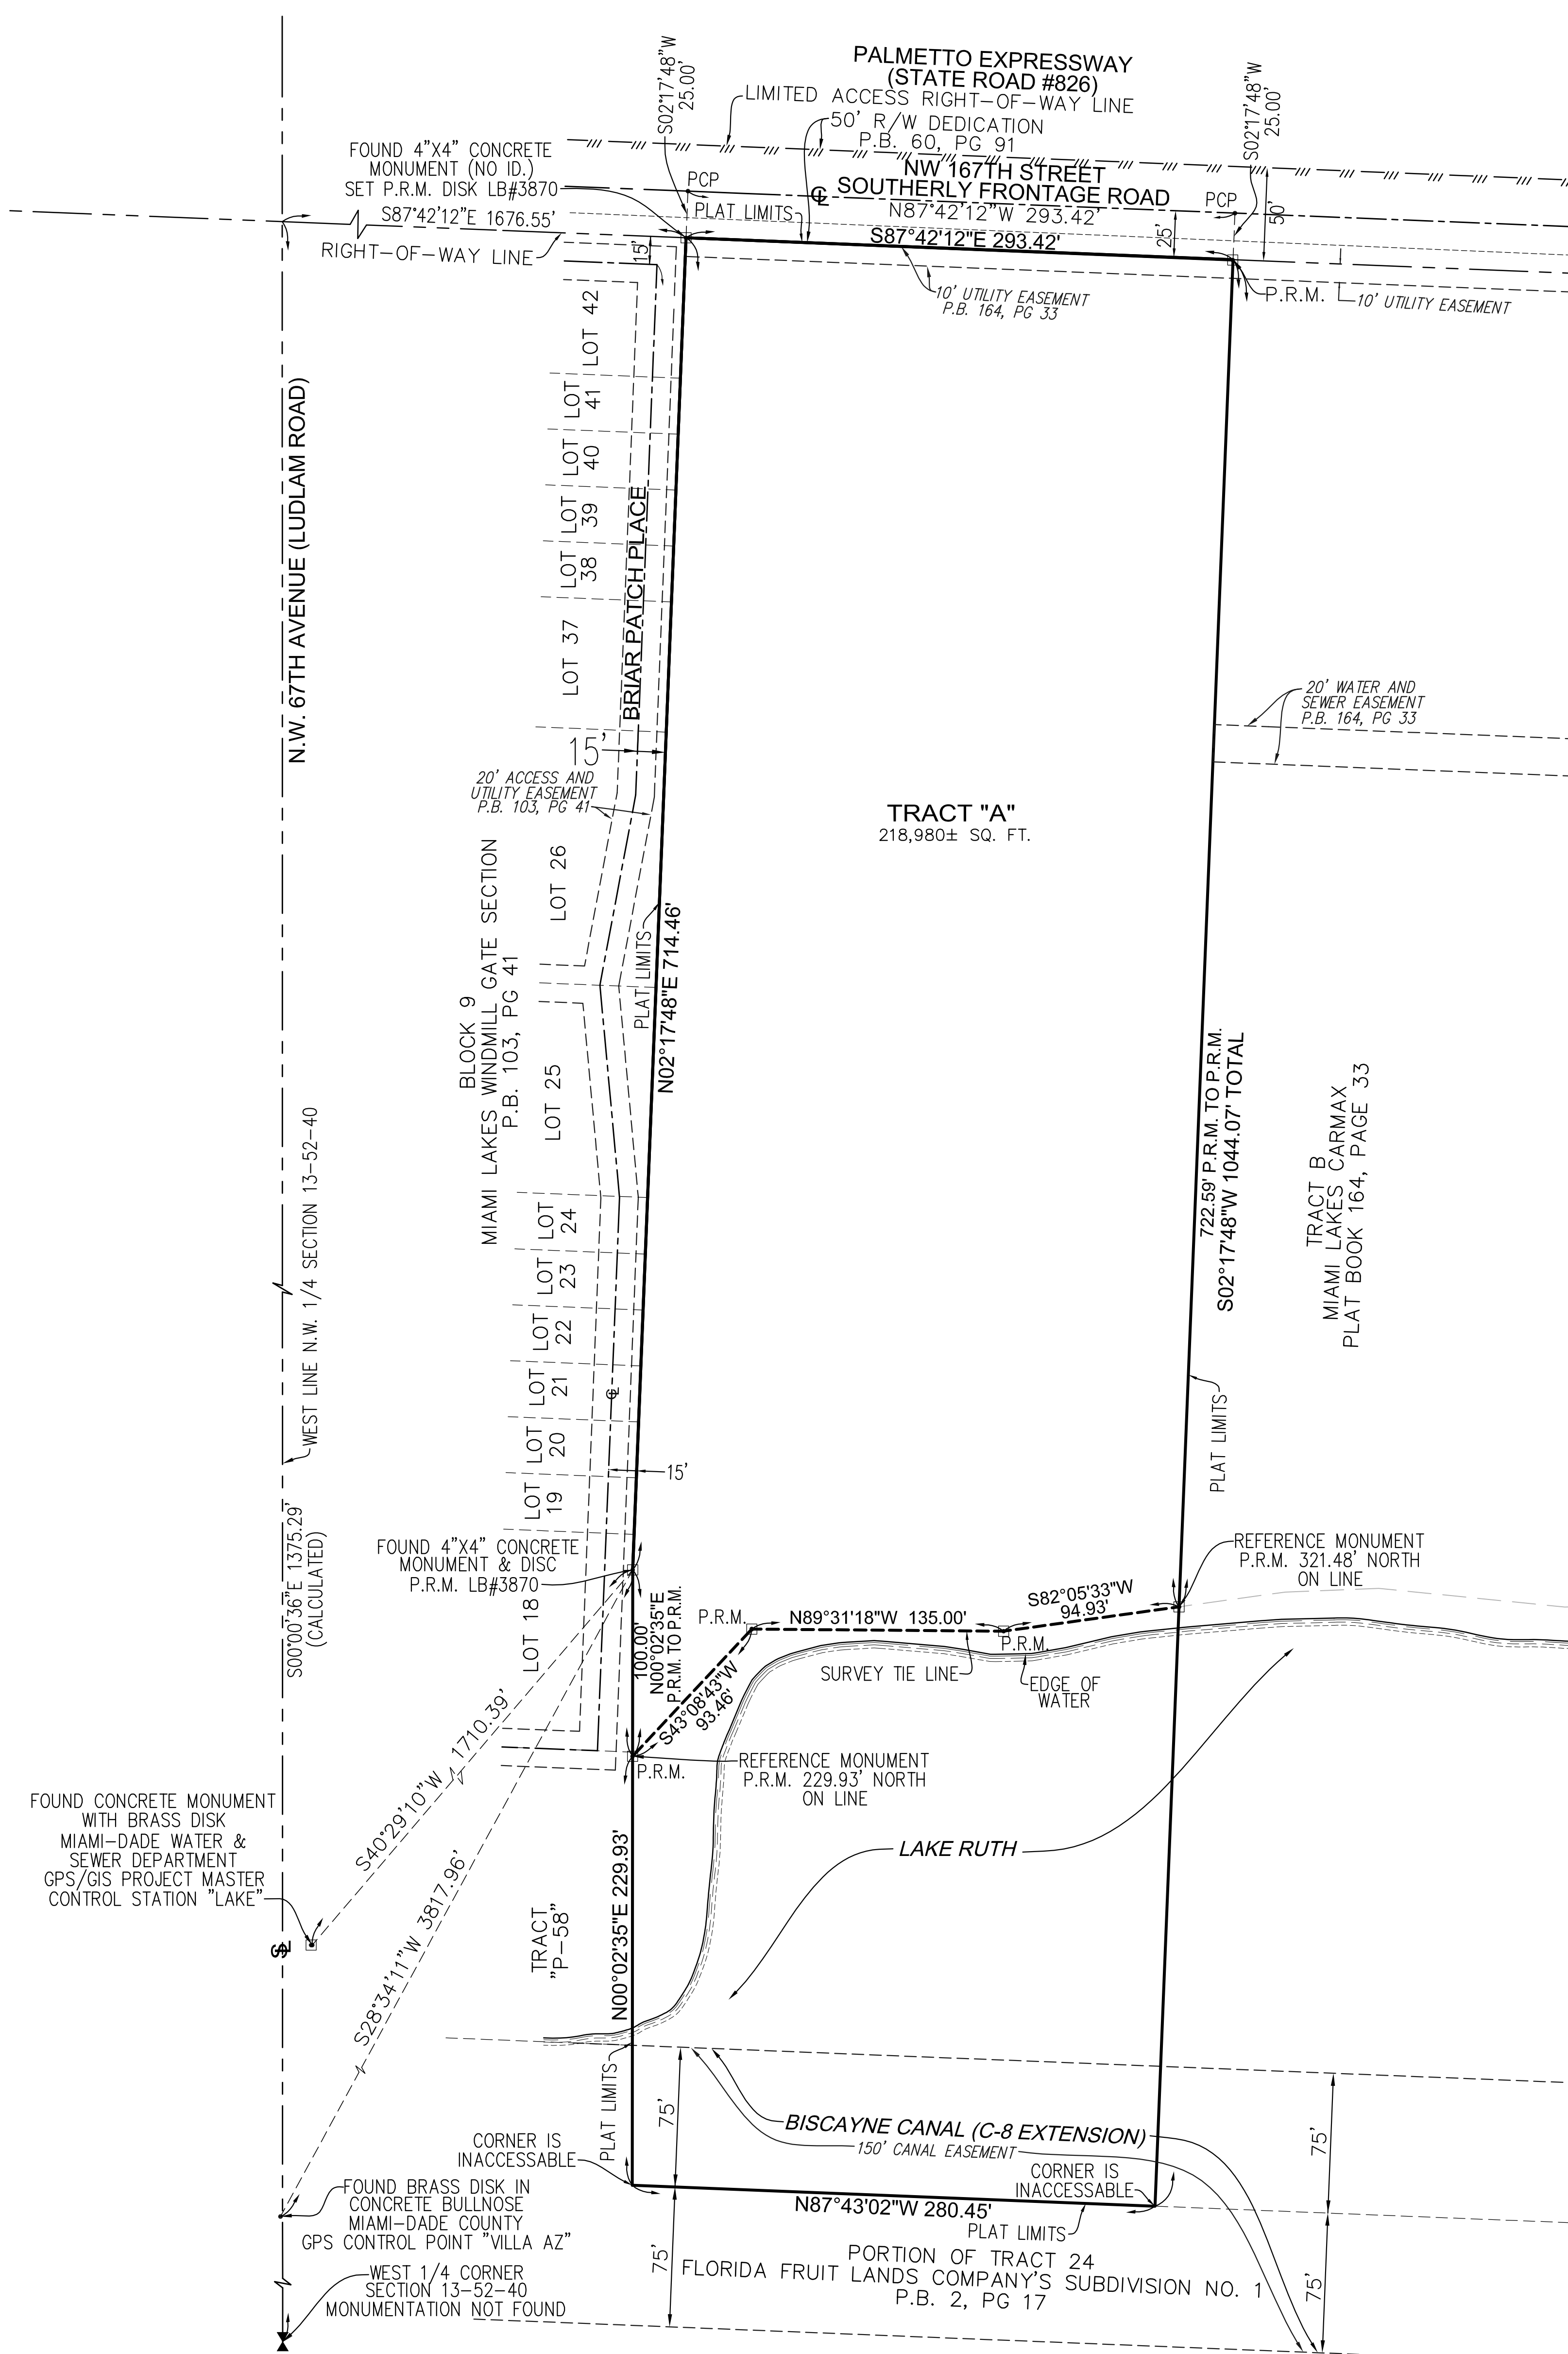 PALMETTO EXPRESSWAY
(STATE ROAD #826)
LIMITED ACCESS RIGHT-OF-WAY LINE
50' R/W DEDICATION
P.B. 60, PG 91
NW 167TH STREET
SOUTHERLY FRONTAGE ROAD
N87°42'12"W 293.42'
S87°42'12"E 293.42'
S02°17'48"W
25.00'
S02°17'48"W
25.00'
FOUND 4"X4" CONCRETE
MONUMENT (NO ID.)
SET P.R.M. DISK LB#3870
S87°42'12"E 1676.55'
RIGHT-OF-WAY LINE
PCP
PLAT LIMITS
PCP
50'
25'
15'
10' UTILITY EASEMENT
P.B. 164, PG 33
P.R.M.
10' UTILITY EASEMENT
N.W. 67TH AVENUE (LUDLAM ROAD)
LOT 42
LOT
41
LOT
40
LOT
39
LOT
38
LOT 37
BRIAR PATCH PLACE
15'
20' ACCESS AND
UTILITY EASEMENT
P.B. 103, PG 41
20' WATER AND
SEWER EASEMENT
P.B. 164, PG 33
TRACT "A"
218,980± SQ. FT.
LOT 26
BLOCK 9
MIAMI LAKES WINDMILL GATE SECTION
P.B. 103, PG 41
LOT 25
PLAT LIMITS
N02°17'48"E 714.46'
LOT
24
LOT
23
LOT
22
LOT
21
LOT
20
LOT
19
LOT 18
CL
15'
722.59' P.R.M. TO P.R.M.
S02°17'48"W 1044.07' TOTAL
TRACT B
MIAMI LAKES CARMAX
PLAT BOOK 164, PAGE 33
PLAT LIMITS
WEST LINE N.W. 1/4 SECTION 13-52-40
S00°00'36"E 1375.29'
(CALCULATED)
FOUND 4"X4" CONCRETE
MONUMENT & DISC
P.R.M. LB#3870
100.00'
N00°02'35"E
P.R.M. TO P.R.M.
P.R.M.
N89°31'18"W 135.00'
S82°05'33"W
94.93'
P.R.M.
REFERENCE MONUMENT
P.R.M. 321.48' NORTH
ON LINE
S43°08'43"W
93.46'
SURVEY TIE LINE
EDGE OF
WATER
P.R.M.
REFERENCE MONUMENT
P.R.M. 229.93' NORTH
ON LINE
S40°29'10"W 1710.39'
S28°34'11"W 3817.96'
FOUND CONCRETE MONUMENT
WITH BRASS DISK
MIAMI-DADE WATER &
SEWER DEPARTMENT
GPS/GIS PROJECT MASTER
CONTROL STATION "LAKE"
LAKE RUTH
TRACT
"P-58"
N00°02'35"E 229.93'
PLAT LIMITS
75'
BISCAYNE CANAL (C-8 EXTENSION)
150' CANAL EASEMENT
75'
CORNER IS
INACCESSABLE
CORNER IS
INACCESSABLE
FOUND BRASS DISK IN
CONCRETE BULLNOSE
MIAMI-DADE COUNTY
GPS CONTROL POINT "VILLA AZ"
N87°43'02"W 280.45'
PLAT LIMITS
75'
PORTION OF TRACT 24
FLORIDA FRUIT LANDS COMPANY'S SUBDIVISION NO. 1
P.B. 2, PG 17
75'
WEST 1/4 CORNER
SECTION 13-52-40
MONUMENTATION NOT FOUND